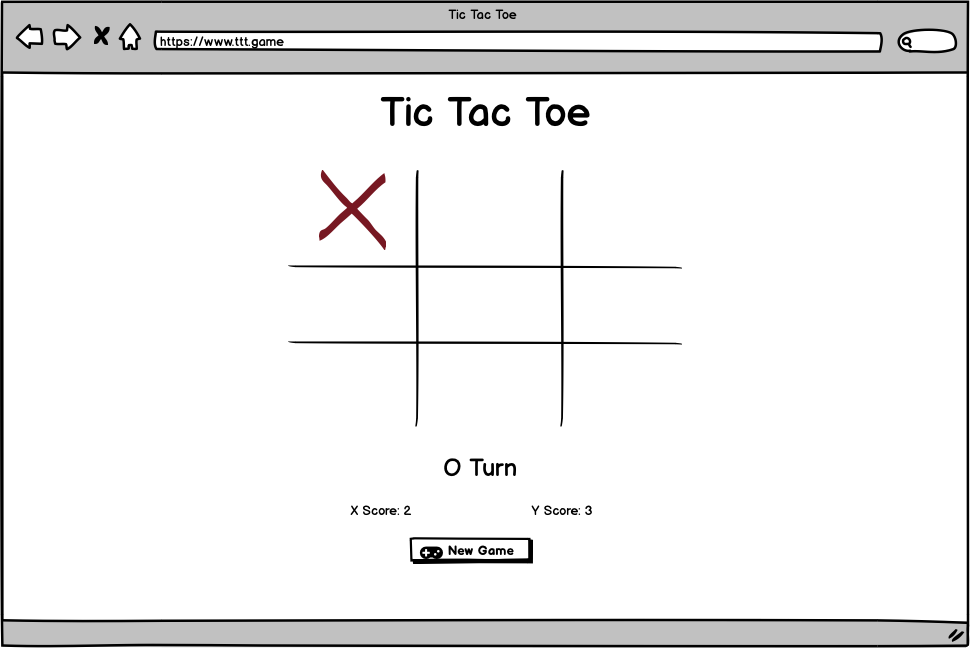 Tic Tac Toe
https://www.ttt.game
Tic Tac Toe
O Turn
X Score: 2
Y Score: 3
New Game